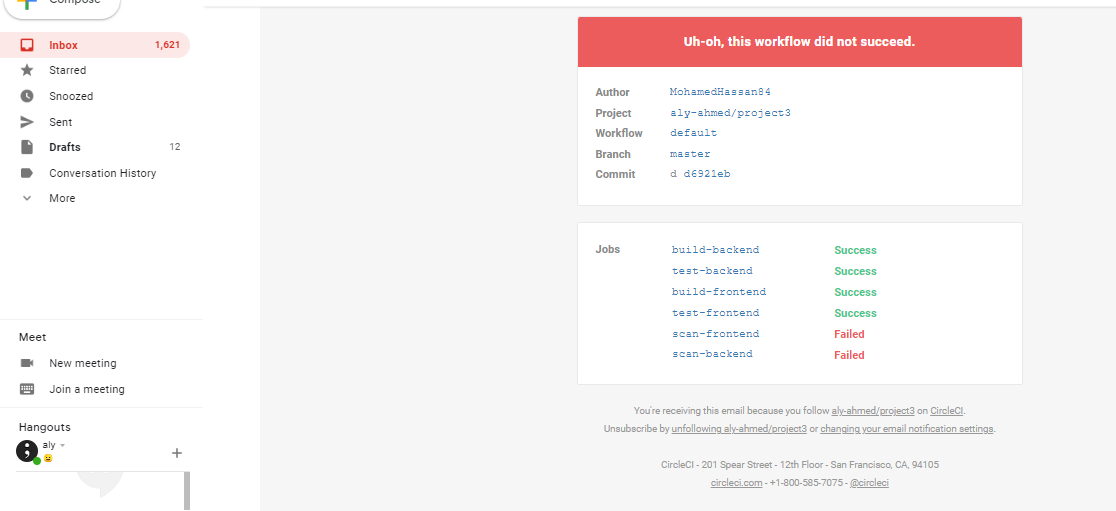 Compose
Inbox 1,621
Starred
Snoozed
Sent
Drafts 12
Conversation History
More
Meet
New meeting
Join a meeting
Hangouts
aly
Uh-oh, this workflow did not succeed.
Author MohamedHassan84
Project aly-ahmed/project3
Workflow default
Branch master
Commit d d6921eb
Jobs build-backend Success
test-backend Success
build-frontend Success
test-frontend Success
scan-frontend Failed
scan-backend Failed
You're receiving this email because you follow aly-ahmed/project3 on CircleCI.
Unsubscribe by unfollowing aly-ahmed/project3 or changing your email notification settings.
CircleCI - 201 Spear Street - 12th Floor - San Francisco, CA, 94105
circleci.com - +1-800-585-7075 - @circleci